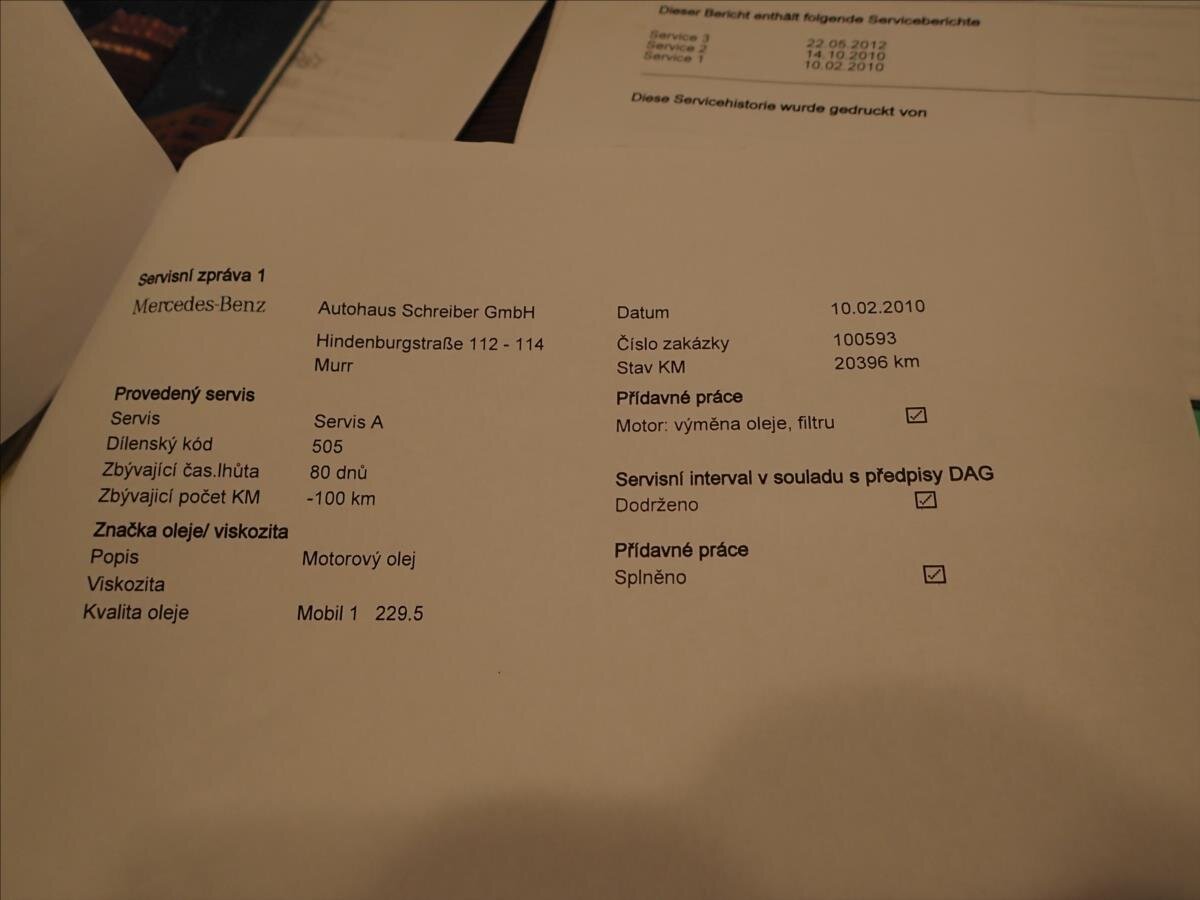 Dieser Bericht enthält folgende Serviceberichte
Service 3 22.05.2012
Service 2 14.10.2010
Service 1 10.02.2010
Diese Servicehistorie wurde gedruckt von
Servisní zpráva 1
Mercedes-Benz Autohaus Schreiber GmbH Datum 10.02.2010
Hindenburgstraße 112 - 114 Číslo zakázky 100593
Murr Stav KM 20396 km
Provedený servis Přídavné práce
Servis Servis A Motor: výměna oleje, filtru ☑
Dílenský kód 505
Zbývající čas.lhůta 80 dnů Servisní interval v souladu s předpisy DAG
Zbývajicí počet KM -100 km Dodrženo ☑
Značka oleje/ viskozita Přídavné práce
Popis Motorový olej Splněno ☑
Viskozita
Kvalita oleje Mobil 1 229.5